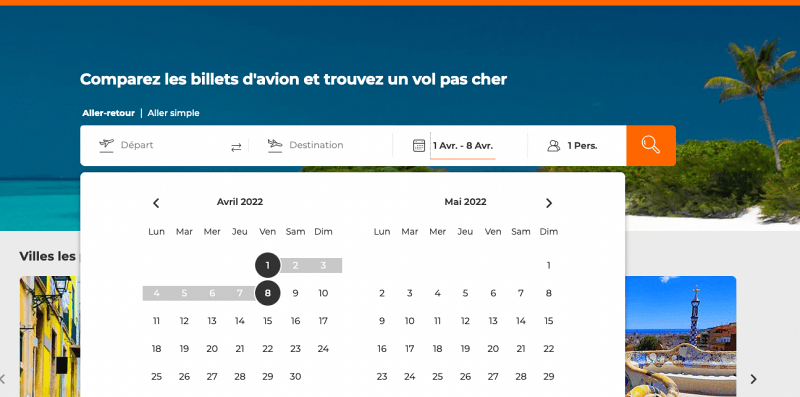 Comparez les billets d'avion et trouvez un vol pas cher
Aller-retour | Aller simple
Départ Destination 1 Avr. - 8 Avr. 1 Pers.
Avril 2022 Mai 2022
Lun Mar Mer Jeu Ven Sam Dim Lun Mar Mer Jeu Ven Sam Dim
Villes les
1 2 3 1
4 5 6 7 8 9 10 2 3 4 5 6 7 8
11 12 13 14 15 16 17 9 10 11 12 13 14 15
18 19 20 21 22 23 24 16 17 18 19 20 21 22
25 26 27 28 29 30 23 24 25 26 27 28 29